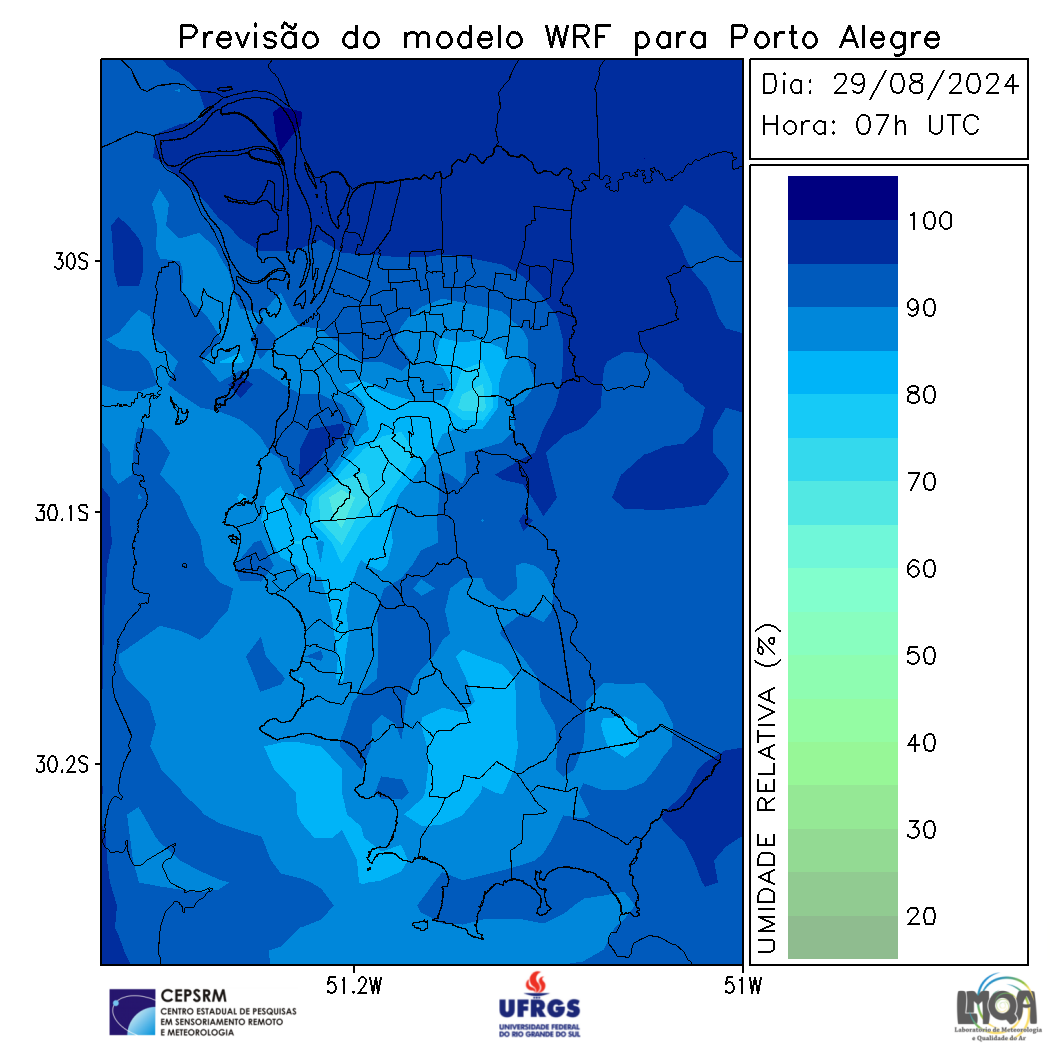 Previsão do modelo WRF para Porto Alegre
Dia: 29/08/2024
Hora: 07h UTC
100
90
80
70
60
50
40
30
20
UMIDADE RELATIVA (%)
30S
30.1S
30.2S
51.2W
51W
CEPSRM
CENTRO ESTADUAL DE PESQUISAS
EM SENSORIAMENTO REMOTO
E METEOROLOGIA
UFRGS
UNIVERSIDADE FEDERAL
DO RIO GRANDE DO SUL
LMQA
Laboratório de Meteorologia
e Qualidade do Ar